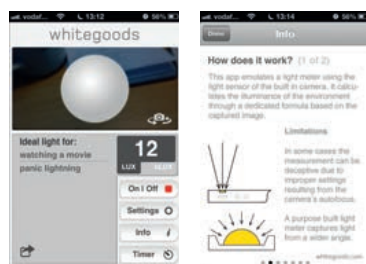 vodaf... 13:12 56%
whitegoods
Ideal light for:
watching a movie
panic lightning
12
LUX
On | Off
Settings
Info i
Timer
vodaf... 13:14 56%
Done Info
How does it work? (1 of 2)
This app emulates a light meter using the
light sensor of the built in camera. It calcu-
lates the illuminance of the environment
through a dedicated formula based on the
captured image.
Limitations
In some cases the
measurement can be
deceptive due to
improper settings
resulting from the
camera's autofocus.
A purpose built light
meter captures light
from a wider angle.
whitegoods.com